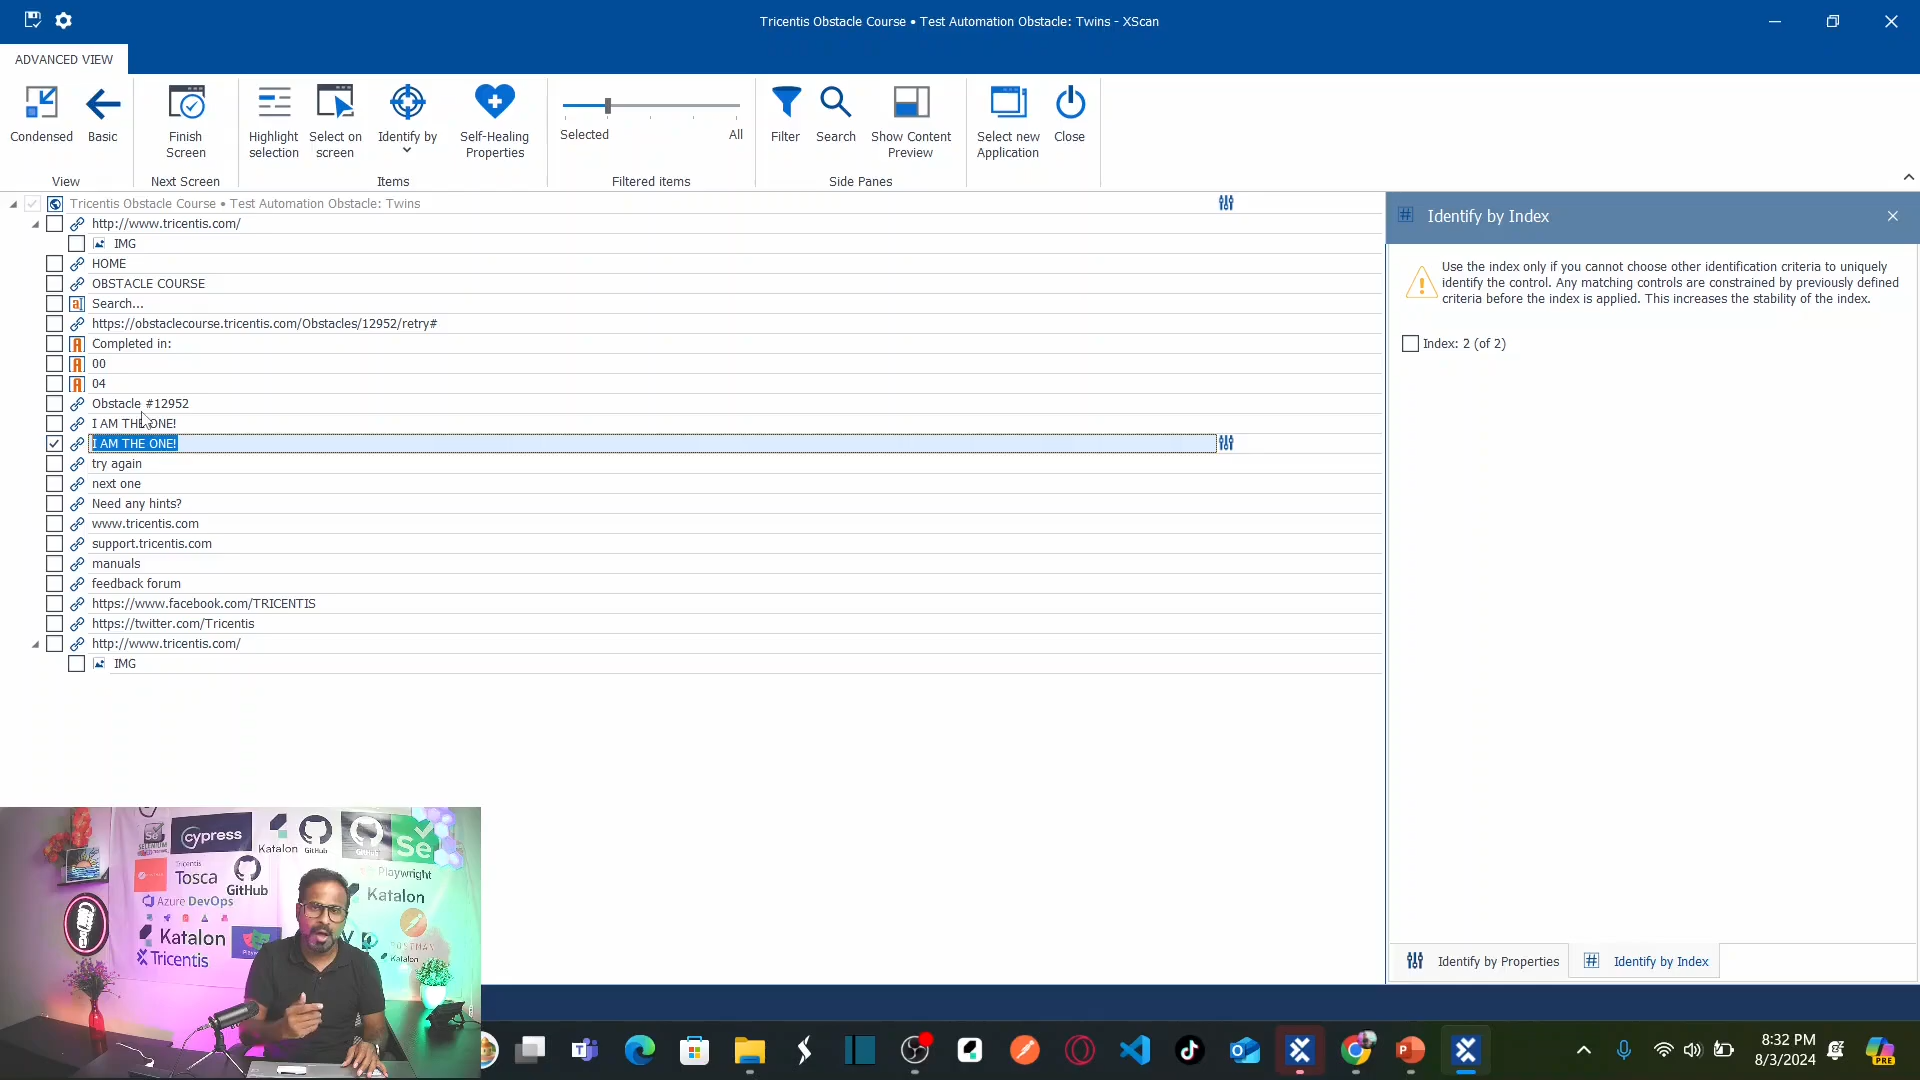 Tricentis Obstacle Course • Test Automation Obstacle: Twins - XScan
ADVANCED VIEW
Condensed
Basic
Finish Screen
Highlight selection
Select on screen
Identify by
Self-Healing Properties
Selected
All
Filter
Search
Show Content Preview
Select new Application
Close
View
Next Screen
Items
Filtered items
Side Panes
Tricentis Obstacle Course • Test Automation Obstacle: Twins
http://www.tricentis.com/
IMG
HOME
OBSTACLE COURSE
Search...
https://obstaclecourse.tricentis.com/Obstacles/12952/retry#
Completed in:
00
04
Obstacle #12952
I AM THE ONE!
I AM THE ONE!
try again
next one
Need any hints?
www.tricentis.com
support.tricentis.com
manuals
feedback forum
https://www.facebook.com/TRICENTIS
https://twitter.com/Tricentis
http://www.tricentis.com/
IMG
Identify by Index
Use the index only if you cannot choose other identification criteria to uniquely
identify the control. Any matching controls are constrained by previously defined
criteria before the index is applied. This increases the stability of the index.
Index: 2 (of 2)
Identify by Properties
Identify by Index
Se
cypress
Katalon
GitHub
Se
Playwright
Tricentis
Tosca
GitHub
Katalon
Azure DevOps
Katalon
Tricentis
POSTMAN
Katalon
8:32 PM
8/3/2024
PRE